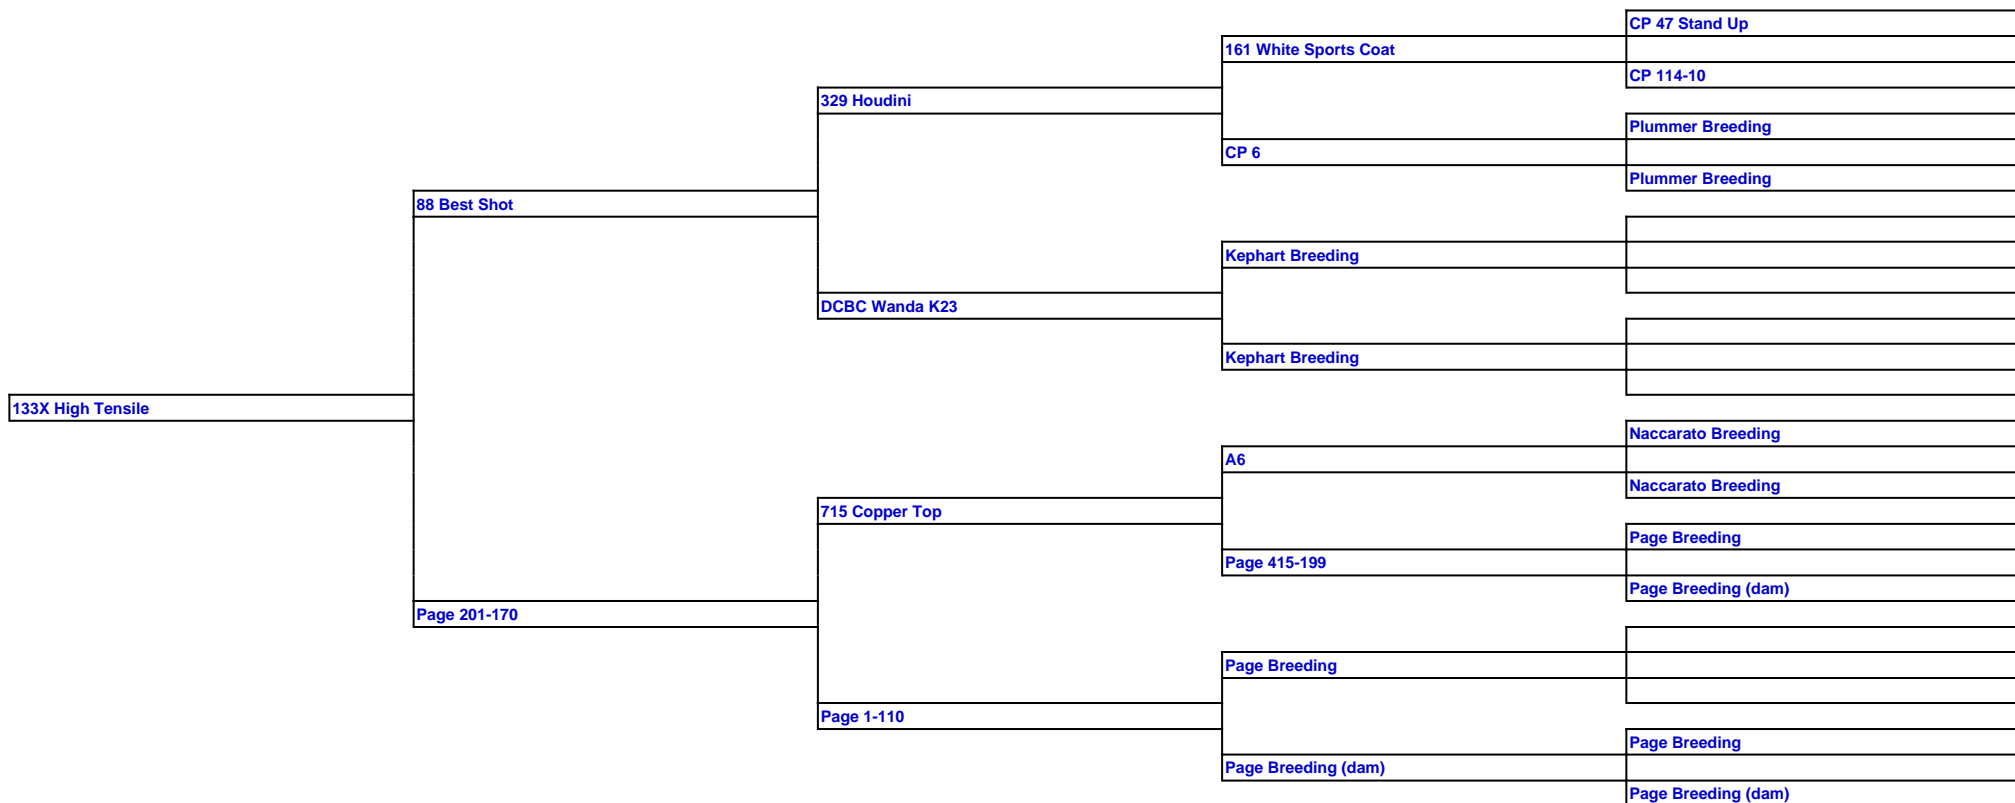 CP 47 Stand Up
161 White Sports Coat
CP 114-10
329 Houdini
Plummer Breeding
CP 6
Plummer Breeding
88 Best Shot
Kephart Breeding
DCBC Wanda K23
Kephart Breeding
133X High Tensile
Naccarato Breeding
A6
Naccarato Breeding
715 Copper Top
Page Breeding
Page 415-199
Page Breeding (dam)
Page 201-170
Page Breeding
Page 1-110
Page Breeding
Page Breeding (dam)
Page Breeding (dam)